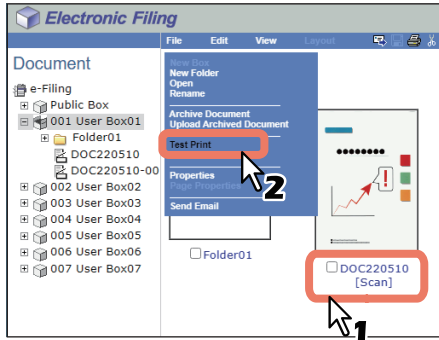 Electronic Filing
File Edit View Layout
Document
e-Filing
Public Box
001 User Box01
Folder01
DOC220510
DOC220510-00
002 User Box02
003 User Box03
004 User Box04
005 User Box05
006 User Box06
007 User Box07
New Box
New Folder
Open
Rename
Archive Document
Upload Archived Document
Test Print
Properties
Page Properties
Send Email
2
Folder01
DOC220510
[Scan]
1